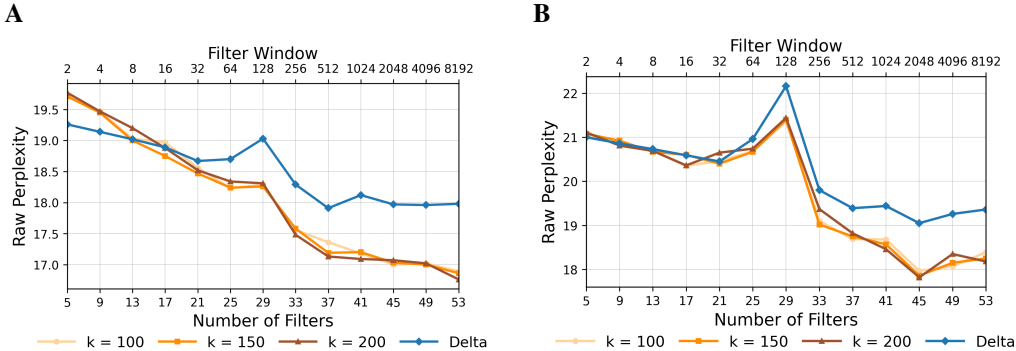 A
Filter Window
2 4 8 16 32 64 128 256 512 1024 2048 4096 8192
19.5
19.0
18.5
18.0
17.5
17.0
Raw Perplexity
5 9 13 17 21 25 29 33 37 41 45 49 53
Number of Filters
k = 100 k = 150 k = 200 Delta
B
Filter Window
2 4 8 16 32 64 128 256 512 1024 2048 4096 8192
22
21
20
19
18
Raw Perplexity
5 9 13 17 21 25 29 33 37 41 45 49 53
Number of Filters
k = 100 k = 150 k = 200 Delta